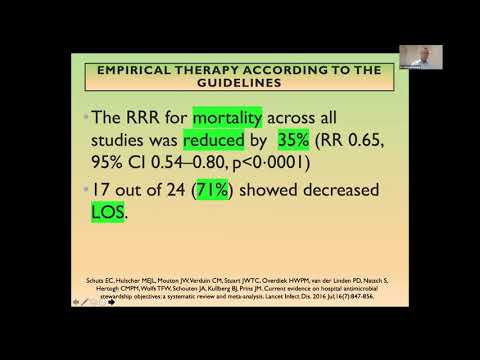 EMPIRICAL THERAPY ACCORDING TO THE
GUIDELINES
• The RRR for mortality across all
studies was reduced by 35% (RR 0.65,
95% CI 0.54–0.80, p<0·0001)
• 17 out of 24 (71%) showed decreased
LOS.
Schuts EC, Hulscher MEJL, Mouton JW, Verduin CM, Stuart JWTC, Overdiek HWPM, van der Linden PD, Natsch S,
Hertogh CMPM, Wolfs TFW, Schouten JA, Kullberg BJ, Prins JM. Current evidence on hospital antimicrobial
stewardship objectives: a systematic review and meta-analysis. Lancet Infect Dis. 2016 Jul;16(7):847-856.